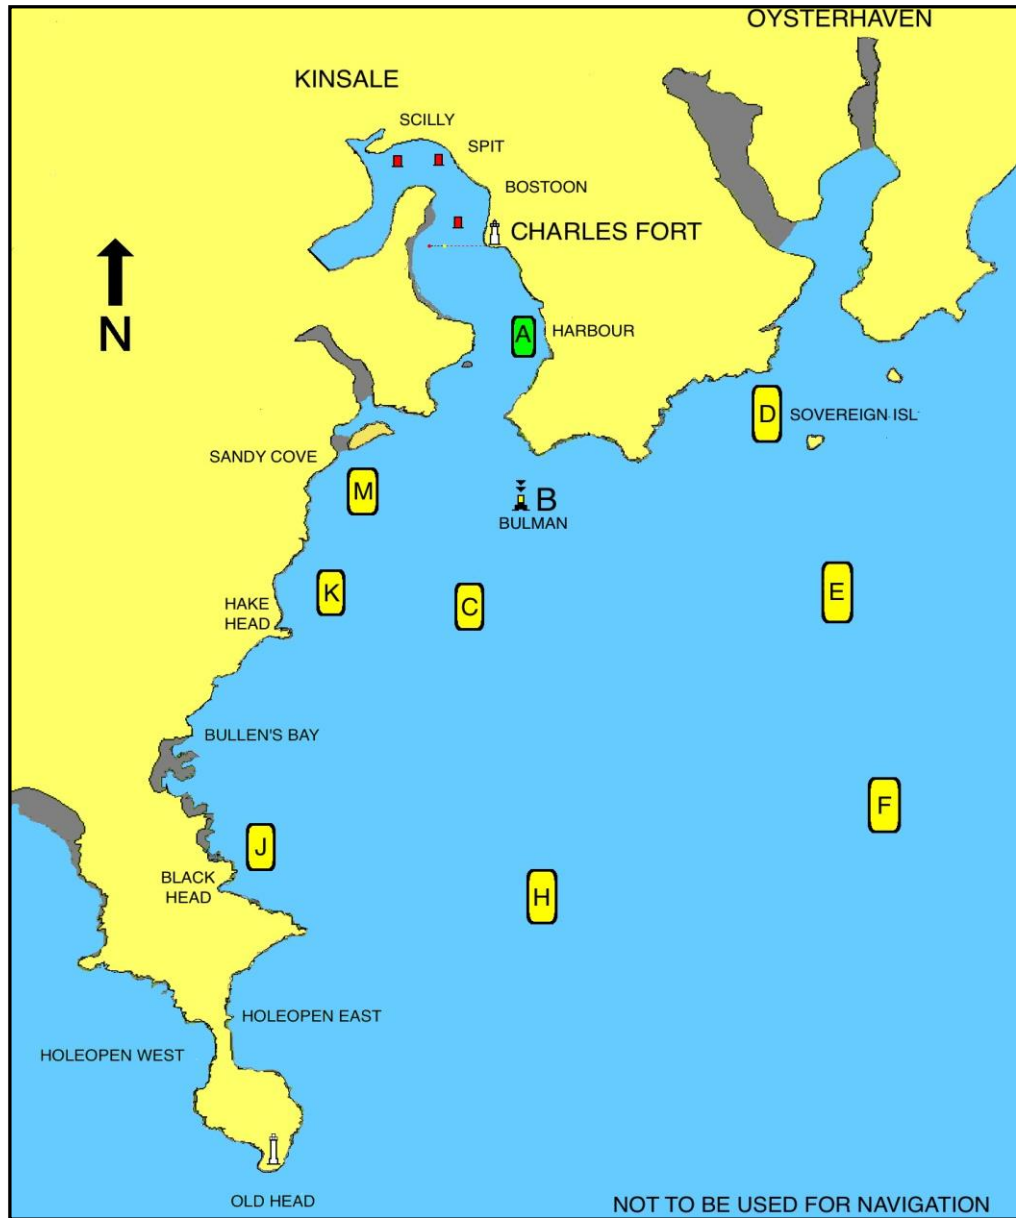 OYSTERHAVEN
KINSALE
SCILLY
SPIT
BOSTOON
CHARLES FORT
N
A
HARBOUR
D
SOVEREIGN ISL
SANDY COVE
M
B
BULMAN
K
C
E
HAKE
HEAD
BULLEN'S BAY
F
J
BLACK
HEAD
H
HOLEOPEN EAST
HOLEOPEN WEST
OLD HEAD
NOT TO BE USED FOR NAVIGATION